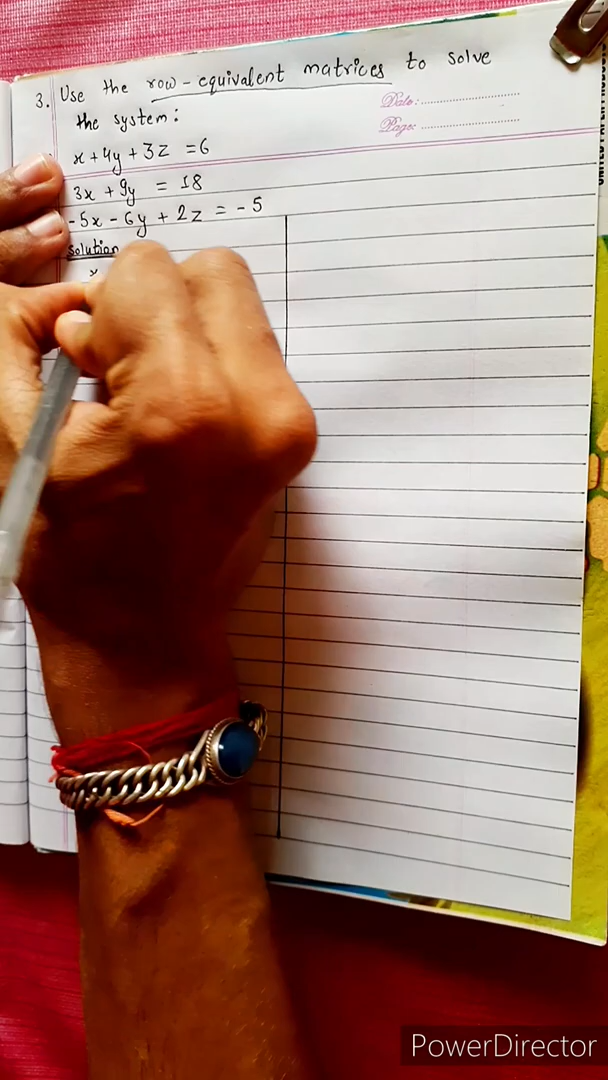 3. Use the row-equivalent matrices to solve
the system:
Date:
Page:
x + 4y + 3z = 6
3x + 9y = 18
-5x - 6y + 2z = -5
Solution
x
PowerDirector